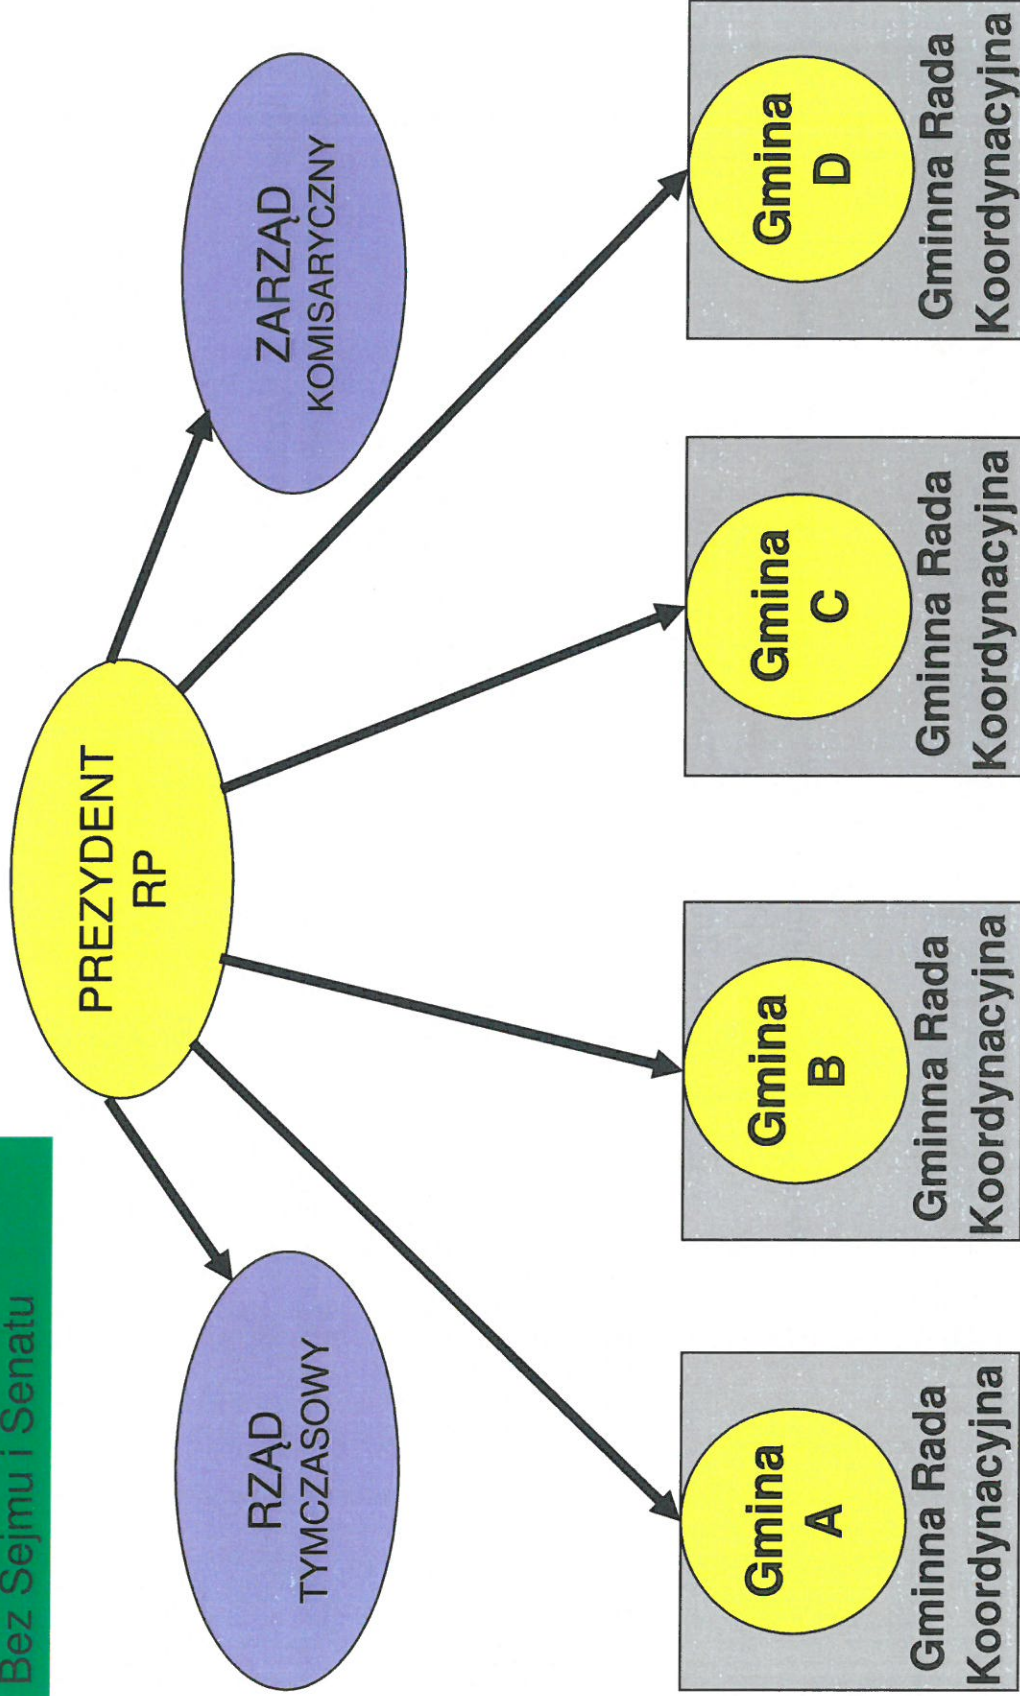 Bez Sejmu i Senatu
PREZYDENT
RP
RZĄD
TYMCZASOWY
ZARZĄD
KOMISARYCZNY
Gmina
A
Gminna Rada
Koordynacyjna
Gmina
B
Gminna Rada
Koordynacyjna
Gmina
C
Gminna Rada
Koordynacyjna
Gmina
D
Gminna Rada
Koordynacyjna